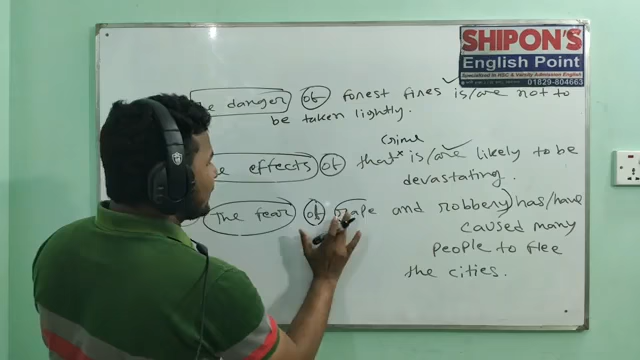 SHIPON'S
English Point
Specialized in HSC & Varsity Admission English
01829-804663
danger of forest fires is/are not to
be taken lightly.
crime
effects of that* is/are likely to be
devastating.
The fear of rape and robbery) has/have
caused many
people to flee
the cities.